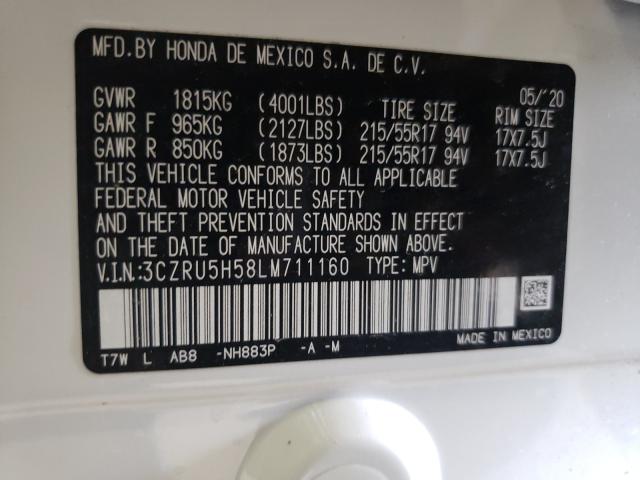 MFD.BY HONDA DE MEXICO S.A. DE C.V.
05/'20
GVWR 1815KG (4001LBS) TIRE SIZE RIM SIZE
GAWR F 965KG (2127LBS) 215/55R17 94V 17X7.5J
GAWR R 850KG (1873LBS) 215/55R17 94V 17X7.5J
THIS VEHICLE CONFORMS TO ALL APPLICABLE
FEDERAL MOTOR VEHICLE SAFETY
AND THEFT PREVENTION STANDARDS IN EFFECT
ON THE DATE OF MANUFACTURE SHOWN ABOVE.
V.I.N.:3CZRU5H58LM711160 TYPE: MPV
T7W L AB8 -NH883P -A -M
MADE IN MEXICO